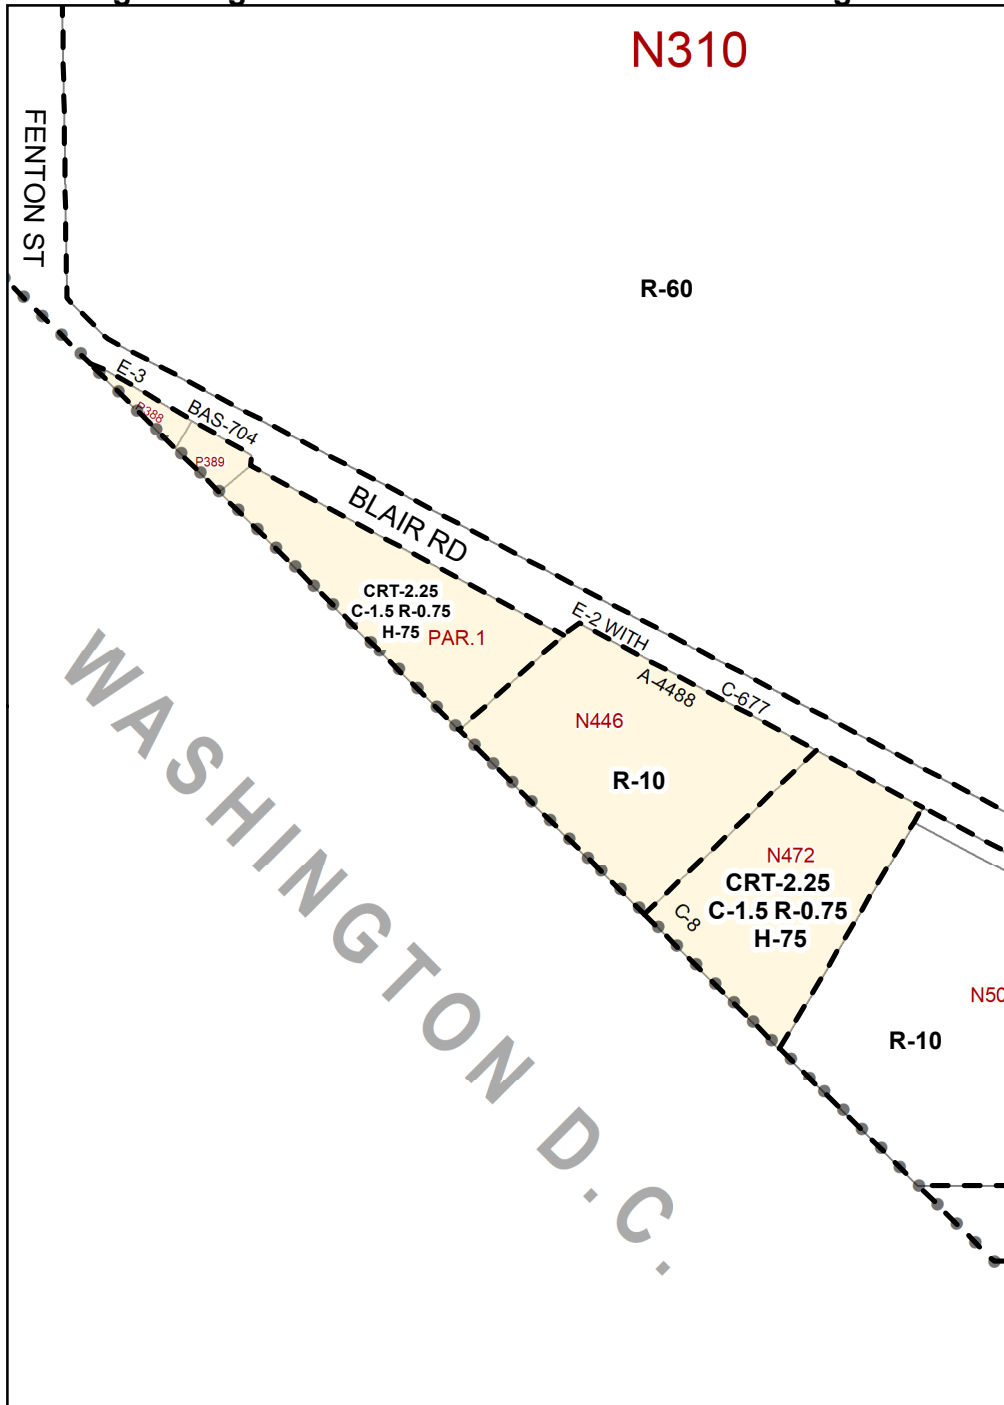 N310
FENTON ST
R-60
E-3
P388
BAS-704
P389
BLAIR RD
CRT-2.25
C-1.5 R-0.75
H-75
PAR.1
E-2 WITH
A-4488
C-677
N446
R-10
N472
CRT-2.25
C-1.5 R-0.75
H-75
C-8
N50
R-10
WASHINGTON D.C.